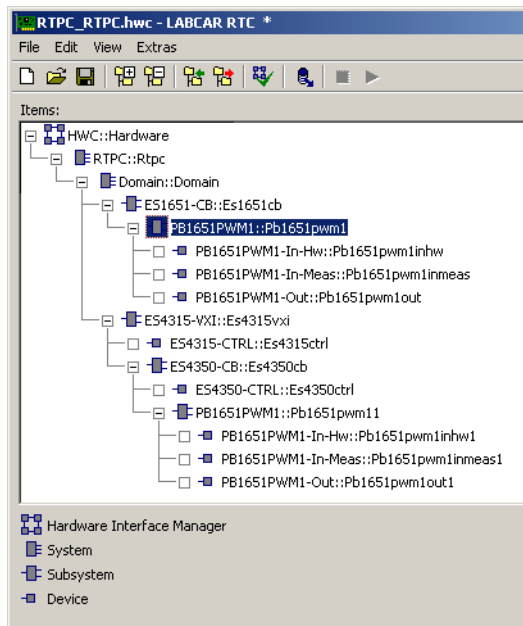 RTPC_RTPC.hwc - LABCAR RTC *
File Edit View Extras
Items:
HWC::Hardware
RTPC::Rtpc
Domain::Domain
ES1651-CB::Es1651cb
PB1651PWM1::Pb1651pwm1
PB1651PWM1-In-Hw::Pb1651pwm1inhw
PB1651PWM1-In-Meas::Pb1651pwm1inmeas
PB1651PWM1-Out::Pb1651pwm1out
ES4315-VXI::Es4315vxi
ES4315-CTRL::Es4315ctrl
ES4350-CB::Es4350cb
ES4350-CTRL::Es4350ctrl
PB1651PWM1::Pb1651pwm11
PB1651PWM1-In-Hw::Pb1651pwm1inhw1
PB1651PWM1-In-Meas::Pb1651pwm1inmeas1
PB1651PWM1-Out::Pb1651pwm1out1
Hardware Interface Manager
System
Subsystem
Device